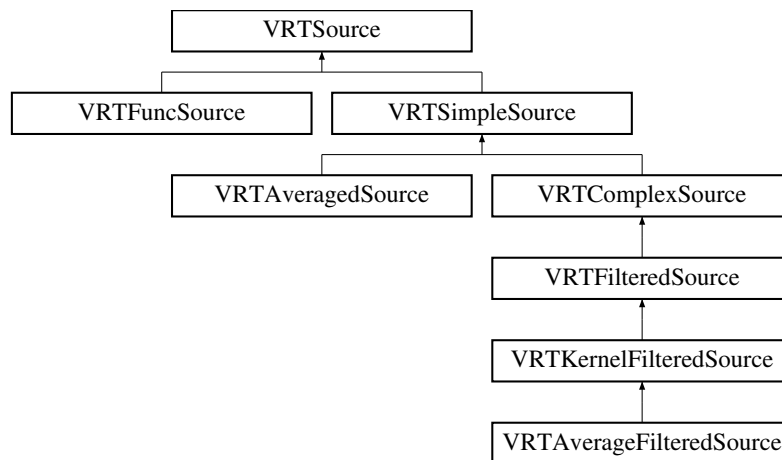 VRTSource
VRTFuncSource
VRTSimpleSource
VRTAveragedSource
VRTComplexSource
VRTFilteredSource
VRTKernelFilteredSource
VRTAverageFilteredSource